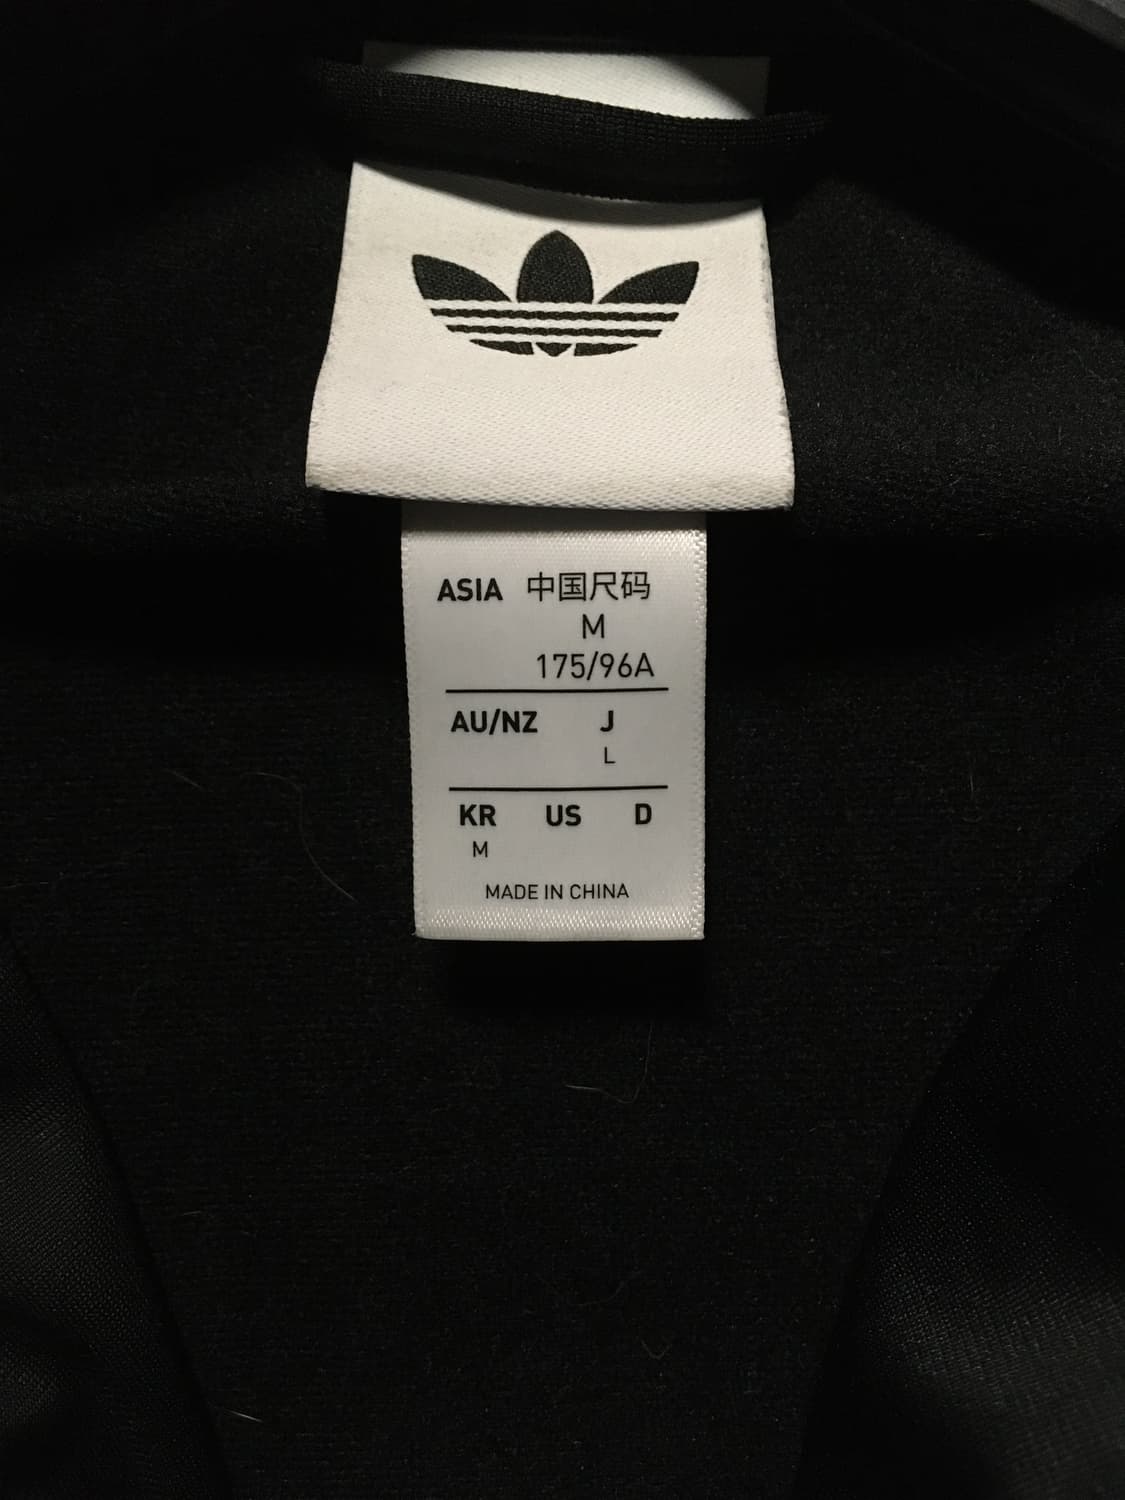 ASIA 中国尺码
M
175/96A
AU/NZ J
L
KR US D
M
MADE IN CHINA